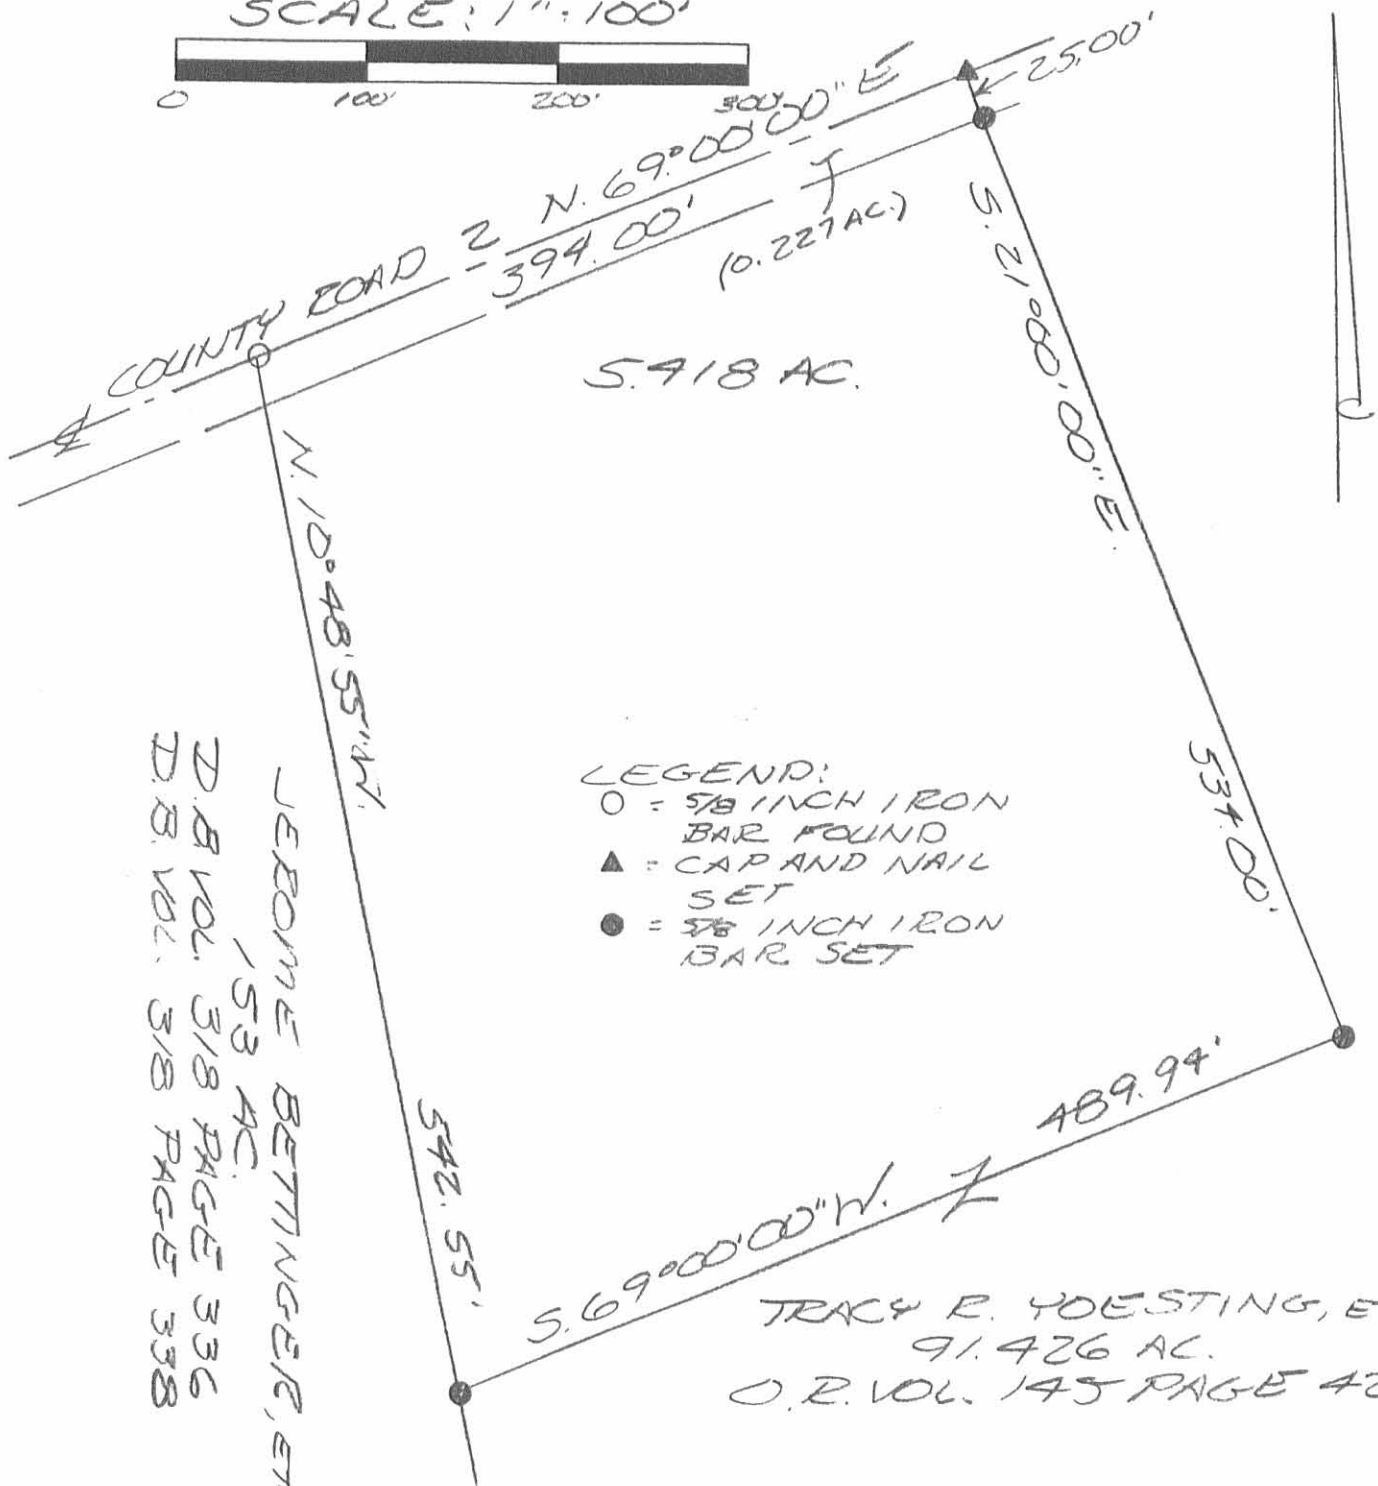 SCALE: 1" = 100'
0 100' 200' 300'
25.00'
N. 69°00'00" E
394.00'
COUNTY ROAD 2
(0.227 AC.)
S. 21°00'00" E.
534.00'
5.418 AC.
N. 10°48'55" W.
542.55'
LEGEND:
○ = 5/8 INCH IRON
BAR FOUND
▲ = CAP AND NAIL
SET
● = 5/8 INCH IRON
BAR SET
JEROME BETTINGER, ET
153 AC.
D.B. VOL. 318 PAGE 336
D.B. VOL. 318 PAGE 338
489.94'
S. 69°00'00" W.
TRACY R. YOESTING, E
91.426 AC.
O.R. VOL. 145 PAGE 42